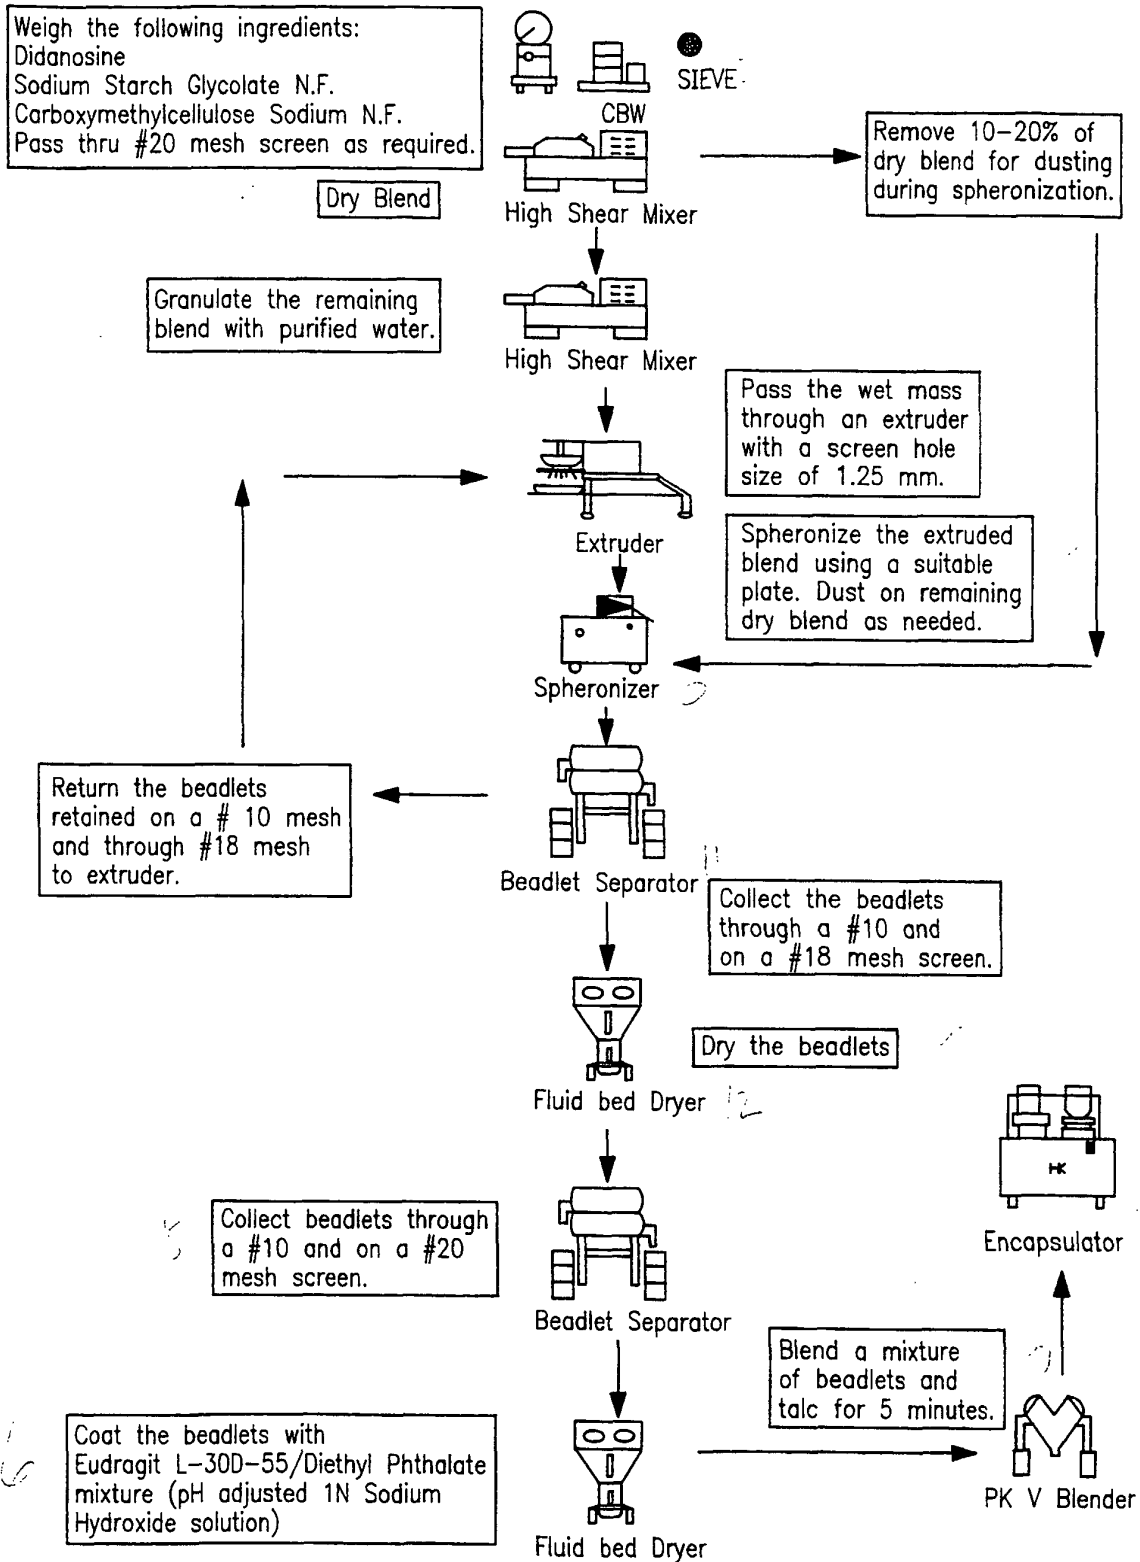 Weigh the following ingredients:
Didanosine
Sodium Starch Glycolate N.F.
Carboxymethylcellulose Sodium N.F.
Pass thru #20 mesh screen as required.
SIEVE
CBW
Dry Blend
High Shear Mixer
Remove 10-20% of
dry blend for dusting
during spheronization.
Granulate the remaining
blend with purified water.
High Shear Mixer
Pass the wet mass
through an extruder
with a screen hole
size of 1.25 mm.
Extruder
Spheronize the extruded
blend using a suitable
plate. Dust on remaining
dry blend as needed.
Spheronizer
Return the beadlets
retained on a # 10 mesh
and through #18 mesh
to extruder.
Beadlet Separator
Collect the beadlets
through a #10 and
on a #18 mesh screen.
Dry the beadlets
Fluid bed Dryer
12
HK
Encapsulator
Collect beadlets through
a #10 and on a #20
mesh screen.
Beadlet Separator
Blend a mixture
of beadlets and
talc for 5 minutes.
PK V Blender
Coat the beadlets with
Eudragit L-30D-55/Diethyl Phthalate
mixture (pH adjusted 1N Sodium
Hydroxide solution)
Fluid bed Dryer